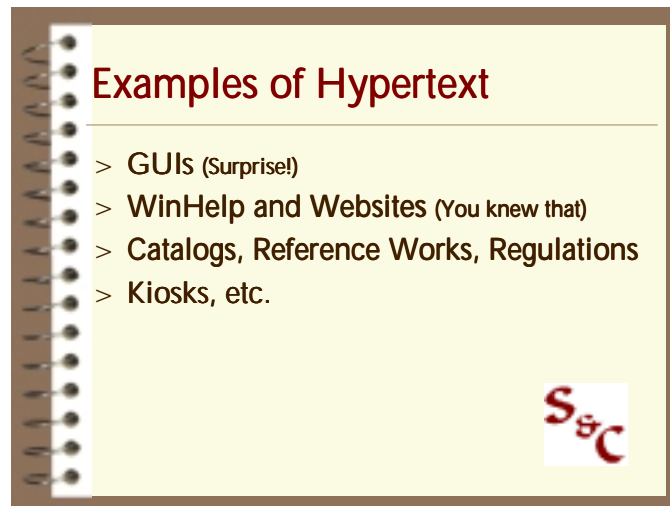 Examples of Hypertext
> GUIs (Surprise!)
> WinHelp and Websites (You knew that)
> Catalogs, Reference Works, Regulations
> Kiosks, etc.
S&C